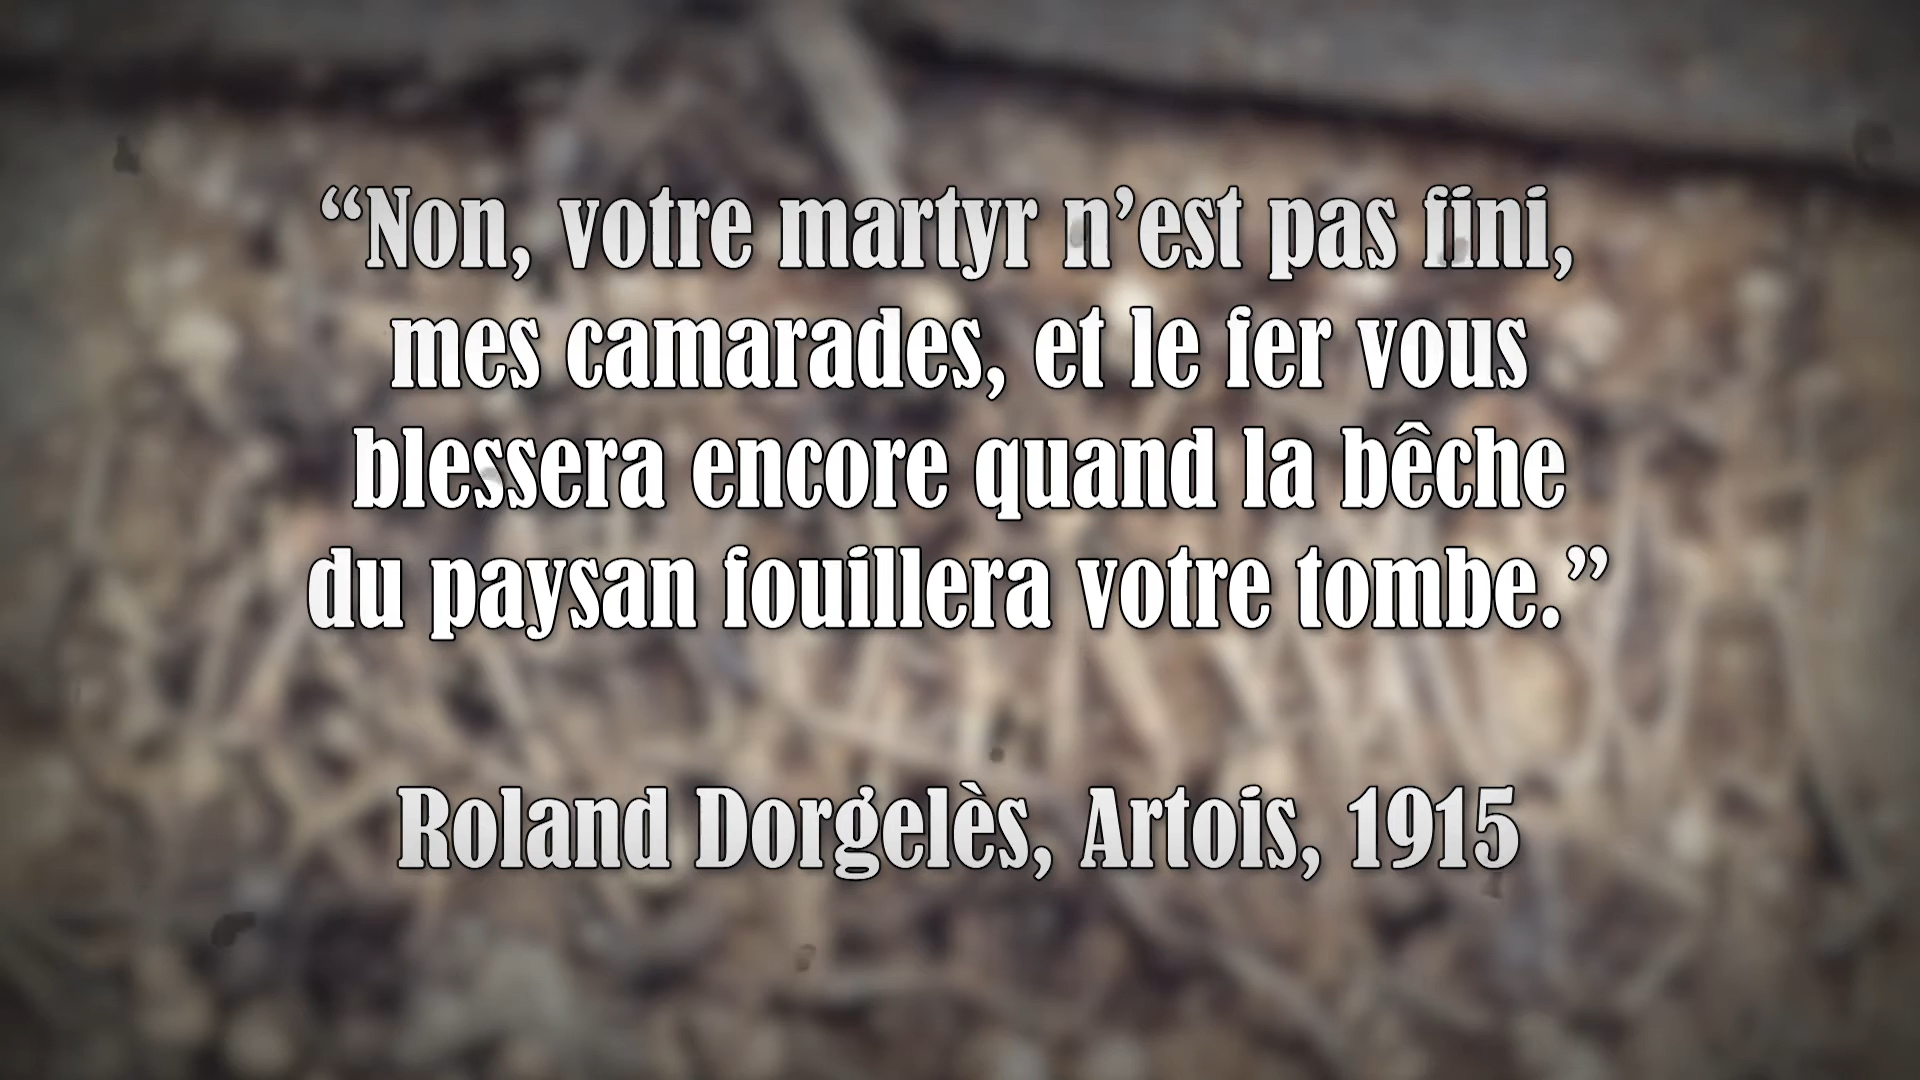 “Non, votre martyr n’est pas fini,
mes camarades, et le fer vous
blessera encore quand la bêche
du paysan fouillera votre tombe.”
Roland Dorgelès, Artois, 1915